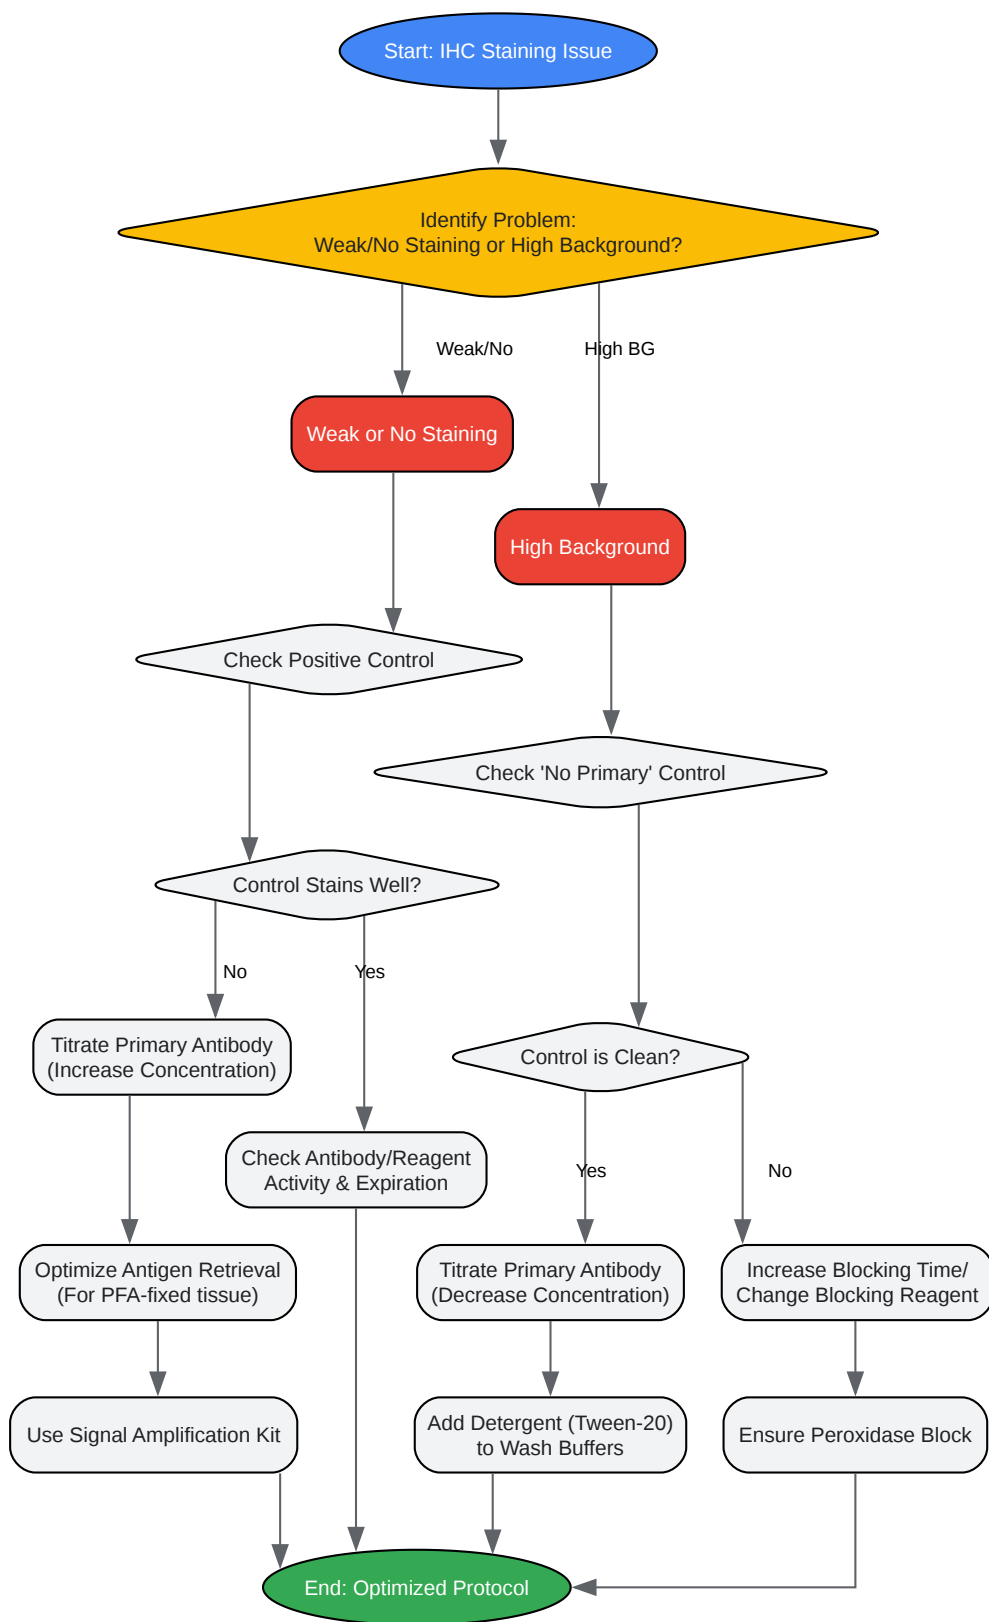 Start: IHC Staining Issue
Identify Problem:
Weak/No Staining or High Background?
Weak/No
High BG
Weak or No Staining
High Background
Check Positive Control
Check 'No Primary' Control
Control Stains Well?
No
Yes
Titrate Primary Antibody
(Increase Concentration)
Control is Clean?
Check Antibody/Reagent
Activity & Expiration
Yes
No
Optimize Antigen Retrieval
(For PFA-fixed tissue)
Titrate Primary Antibody
(Decrease Concentration)
Increase Blocking Time/
Change Blocking Reagent
Use Signal Amplification Kit
Add Detergent (Tween-20)
to Wash Buffers
Ensure Peroxidase Block
End: Optimized Protocol